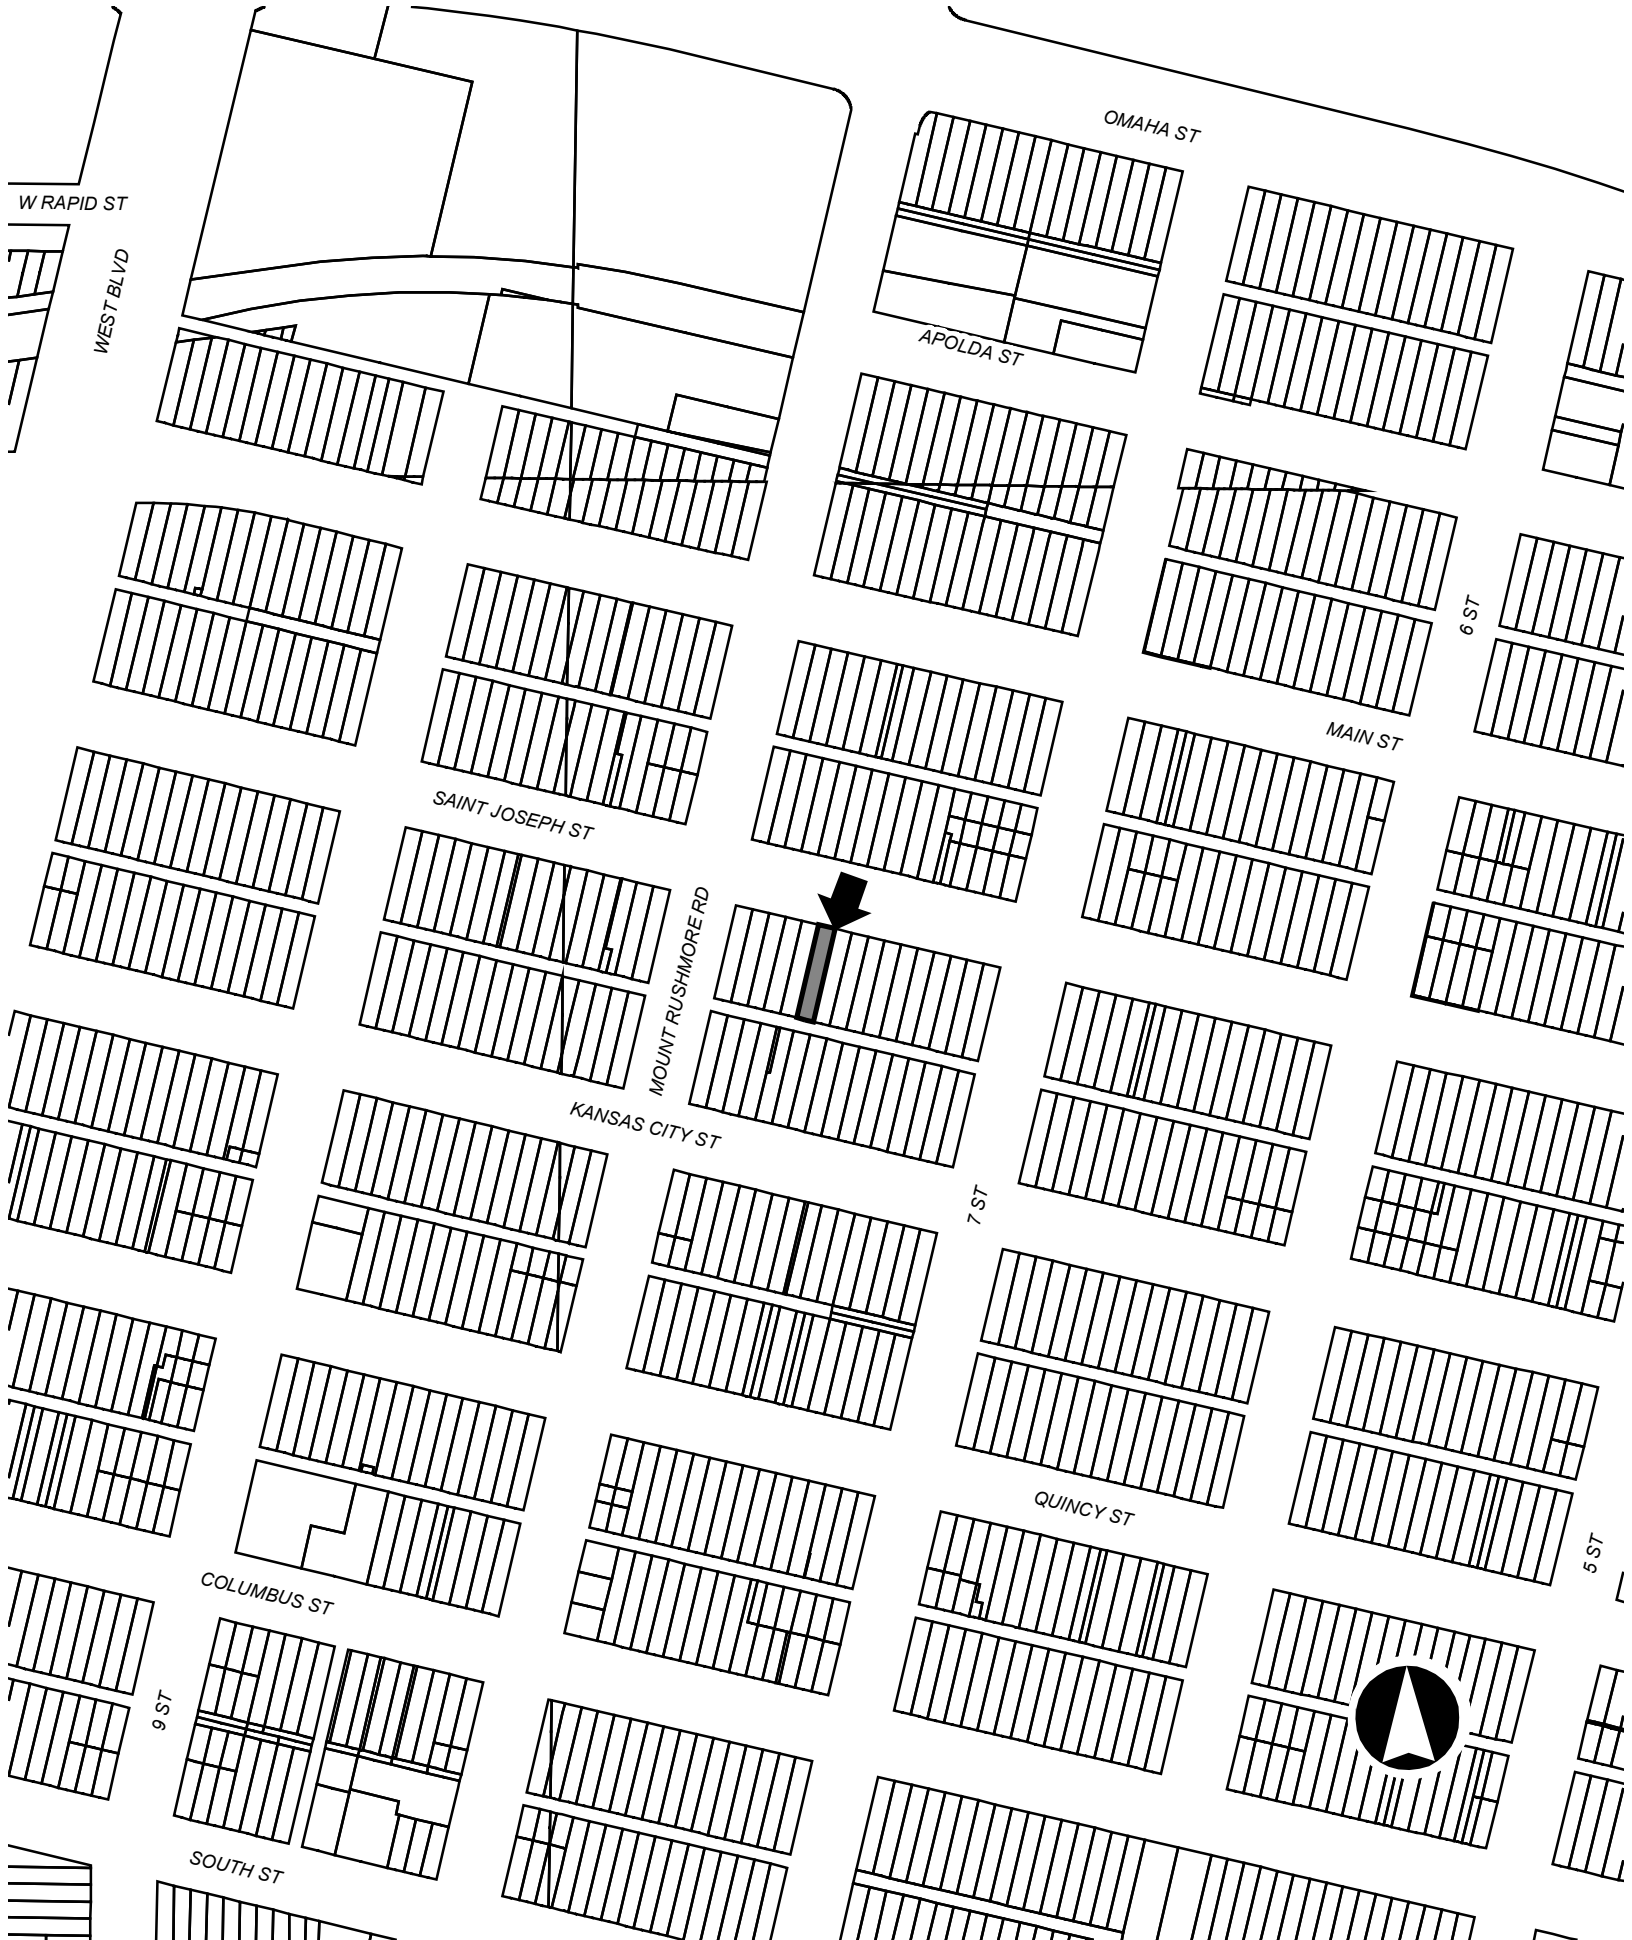 OMAHA ST
W RAPID ST
WEST BLVD
APOLDA ST
6 ST
MAIN ST
SAINT JOSEPH ST
MOUNT RUSHMORE RD
KANSAS CITY ST
7 ST
QUINCY ST
5 ST
COLUMBUS ST
9 ST
SOUTH ST